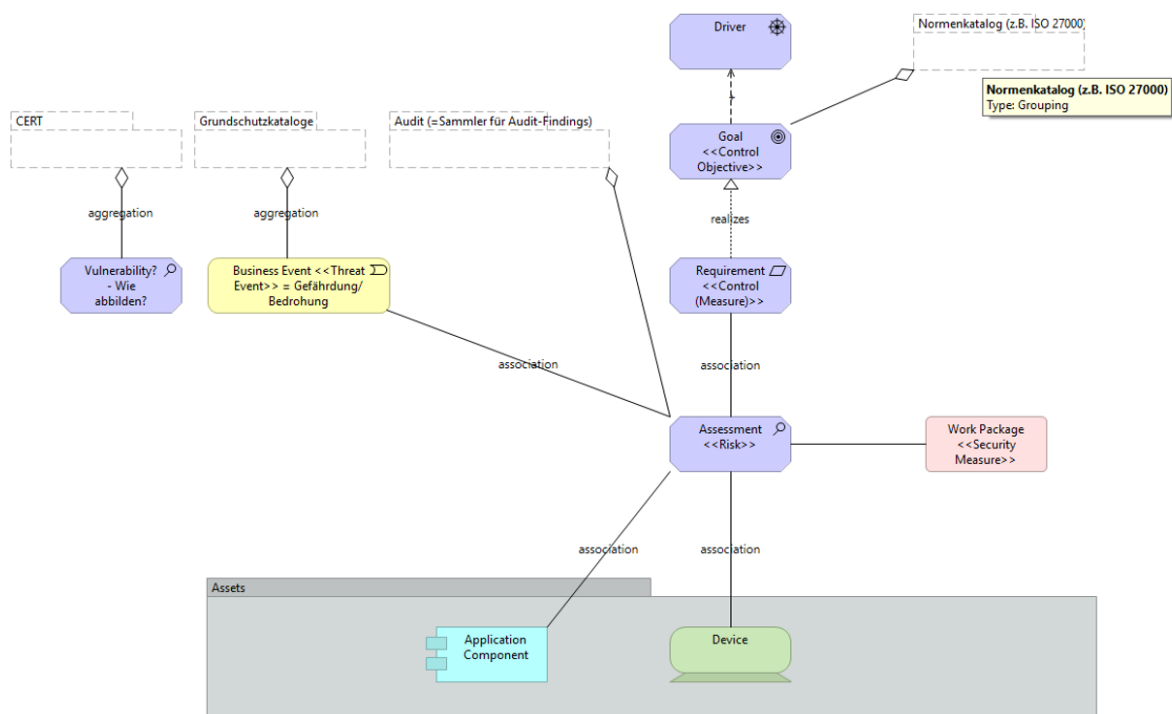 Driver
Normenkatalog (z.B. ISO 27000)
Normenkatalog (z.B. ISO 27000)
Type: Grouping
CERT
Grundschutzkataloge
Audit (=Sammler für Audit-Findings)
Goal
<<Control
Objective>>
aggregation
aggregation
realizes
Vulnerability?
- Wie
abbilden?
Business Event <<Threat
Event>> = Gefährdung/
Bedrohung
Requirement
<<Control
(Measure)>>
association
association
Assessment
<<Risk>>
Work Package
<<Security
Measure>>
association
association
Assets
Application
Component
Device